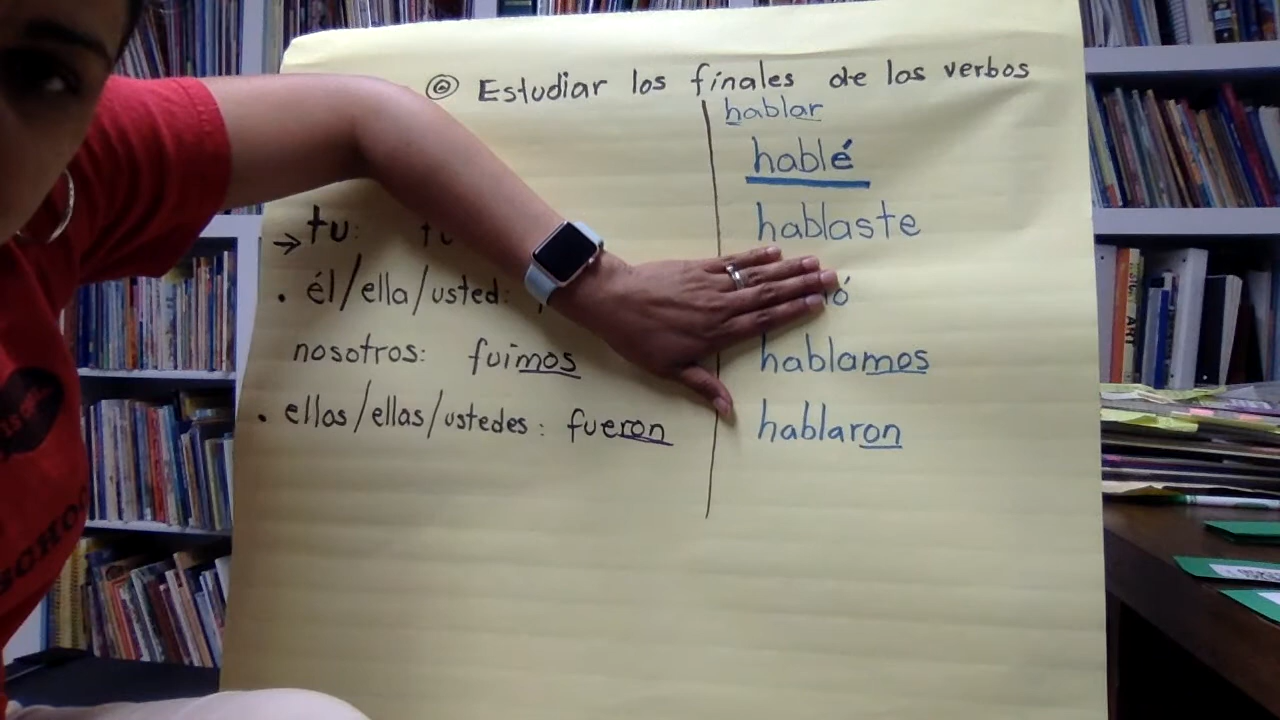 Estudiar los finales de los verbos
hablar
hablé
→ tu: hablaste
• él/ella/usted:
nosotros: fuimos hablamos
• ellos/ellas/ustedes: fueron hablaron